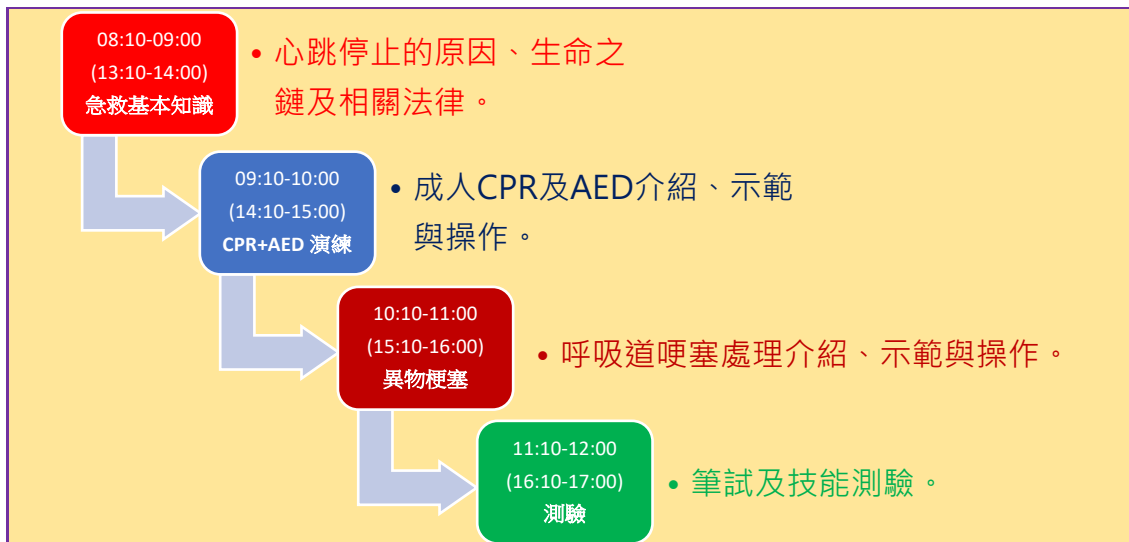 08:10-09:00
(13:10-14:00)
急救基本知識
• 心跳停止的原因、生命之
鏈及相關法律。
09:10-10:00
(14:10-15:00)
CPR+AED 演練
• 成人CPR及AED介紹、示範
與操作。
10:10-11:00
(15:10-16:00)
異物梗塞
• 呼吸道哽塞處理介紹、示範與操作。
11:10-12:00
(16:10-17:00)
測驗
• 筆試及技能測驗。